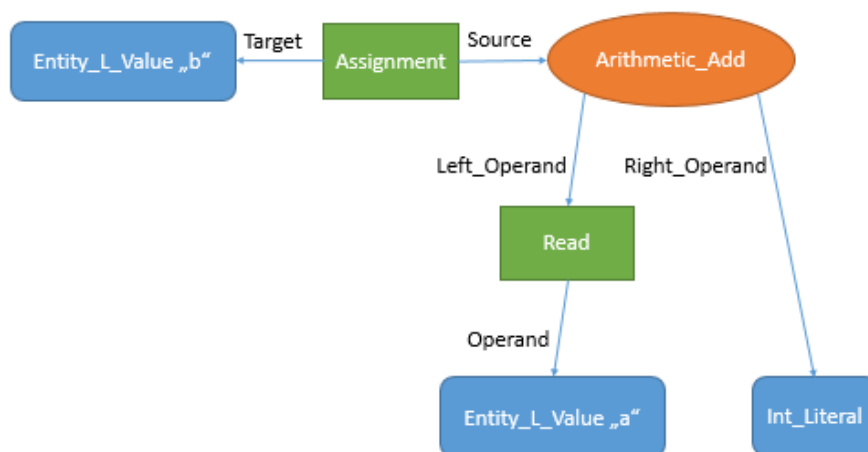 Entity_L_Value „b“
Target
Assignment
Source
Arithmetic_Add
Left_Operand
Right_Operand
Read
Operand
Entity_L_Value „a“
Int_Literal